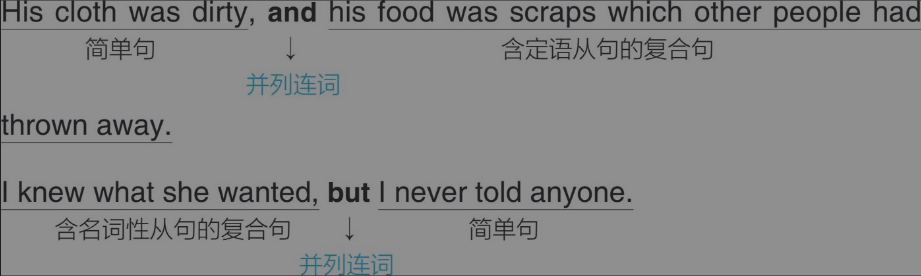 His cloth was dirty, and his food was scraps which other people had
简单句 ↓ 含定语从句的复合句
并列连词
thrown away.
I knew what she wanted, but I never told anyone.
含名词性从句的复合句 ↓ 简单句
并列连词